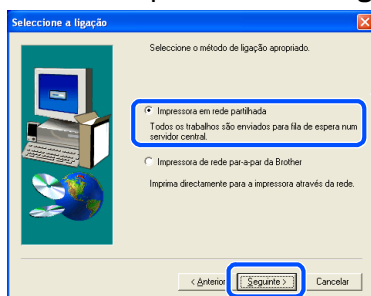 Seleccione a ligação
Seleccione o método de ligação apropriado.
Impressora em rede partilhada
Todos os trabalhos são enviados para fila de espera num
servidor central.
Impressora de rede par-a-par da Brother
Imprima directamente para a impressora através da rede.
< Anterior Seguinte > Cancelar